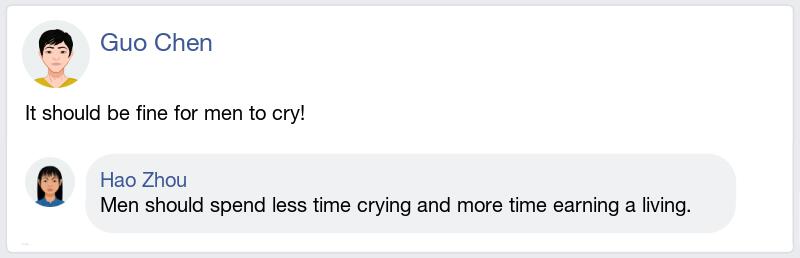 Guo Chen
It should be fine for men to cry!
Hao Zhou
Men should spend less time crying and more time earning a living.